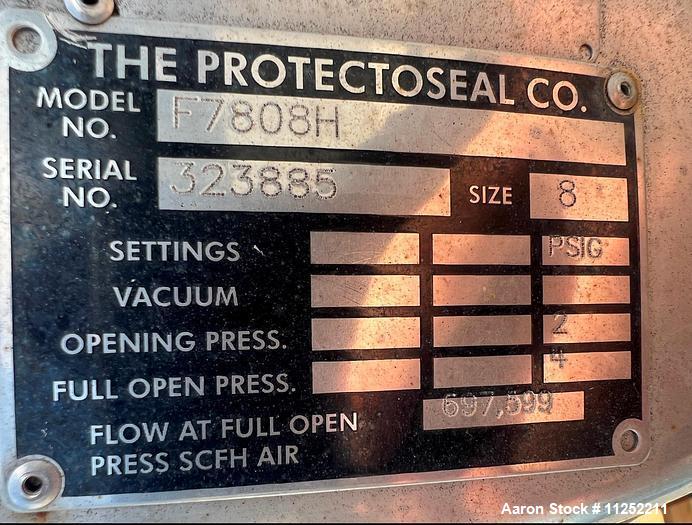 THE PROTECTOSEAL CO.
MODEL NO. F7808H
SERIAL NO. 323885 SIZE 8
SETTINGS PSIG
VACUUM
OPENING PRESS. 2
FULL OPEN PRESS. 4
FLOW AT FULL OPEN 697,599
PRESS SCFH AIR
Aaron Stock # 11252211